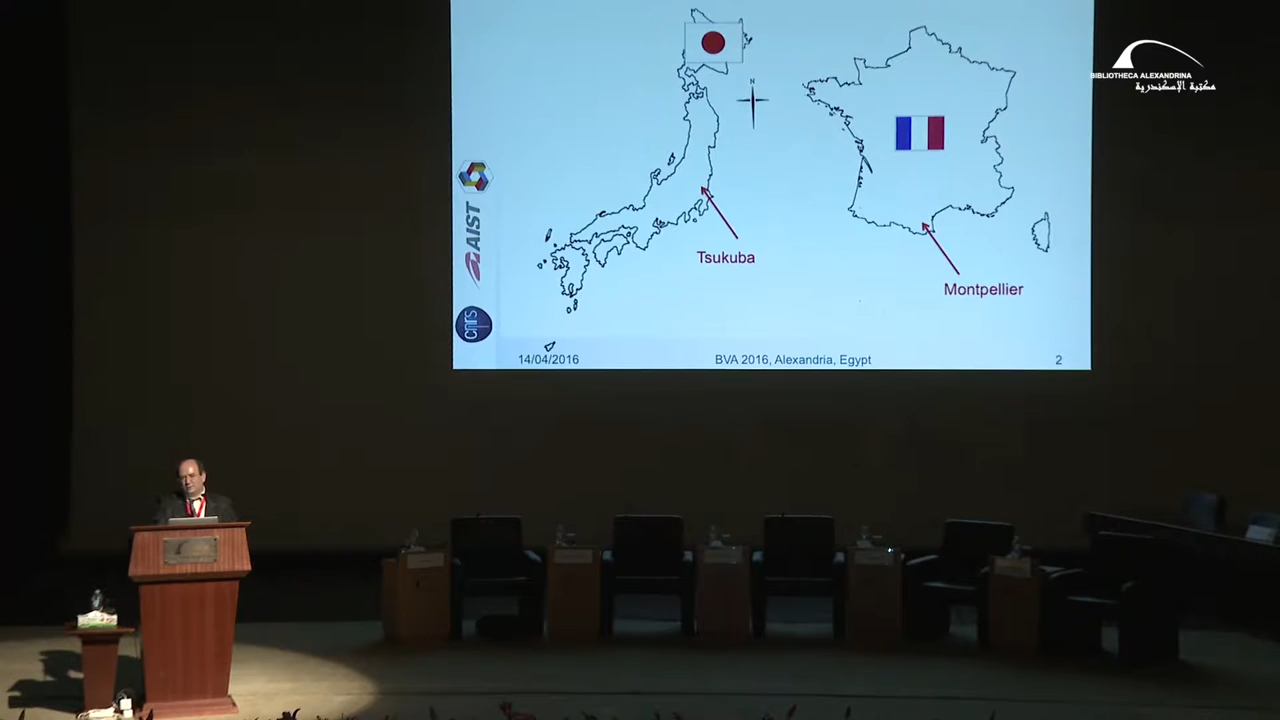 BIBLIOTHECA ALEXANDRINA
مكتبة الإسكندرية
N
Tsukuba
Montpellier
AIST
cnrs
14/04/2016
BVA 2016, Alexandria, Egypt
2